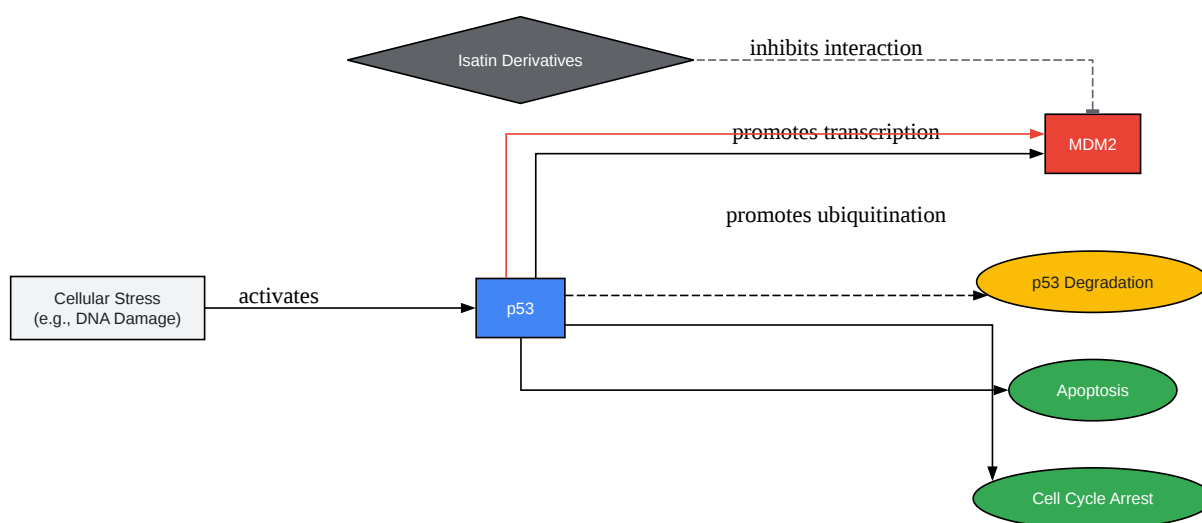 inhibits interaction
Isatin Derivatives
promotes transcription
MDM2
promotes ubiquitination
p53 Degradation
Cellular Stress
(e.g., DNA Damage)
activates
p53
Apoptosis
Cell Cycle Arrest